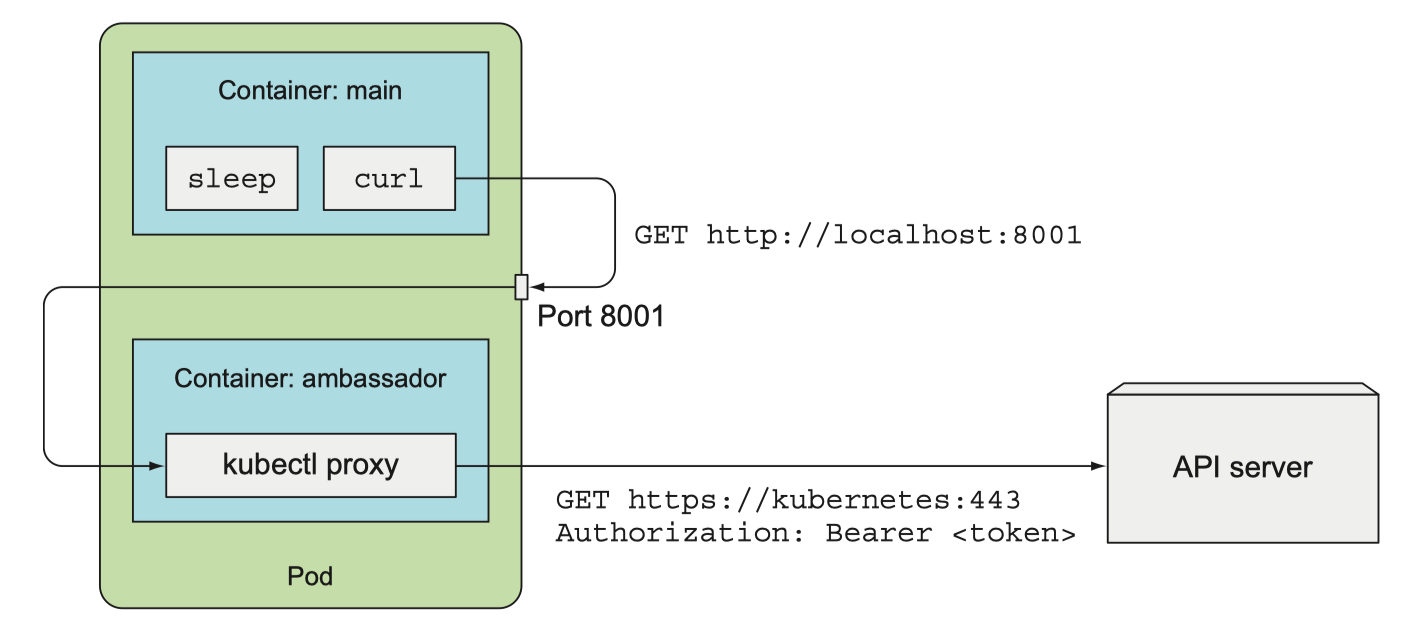 Container: main
sleep
curl
GET http://localhost:8001
Port 8001
Container: ambassador
kubectl proxy
API server
GET https://kubernetes:443
Authorization: Bearer <token>
Pod